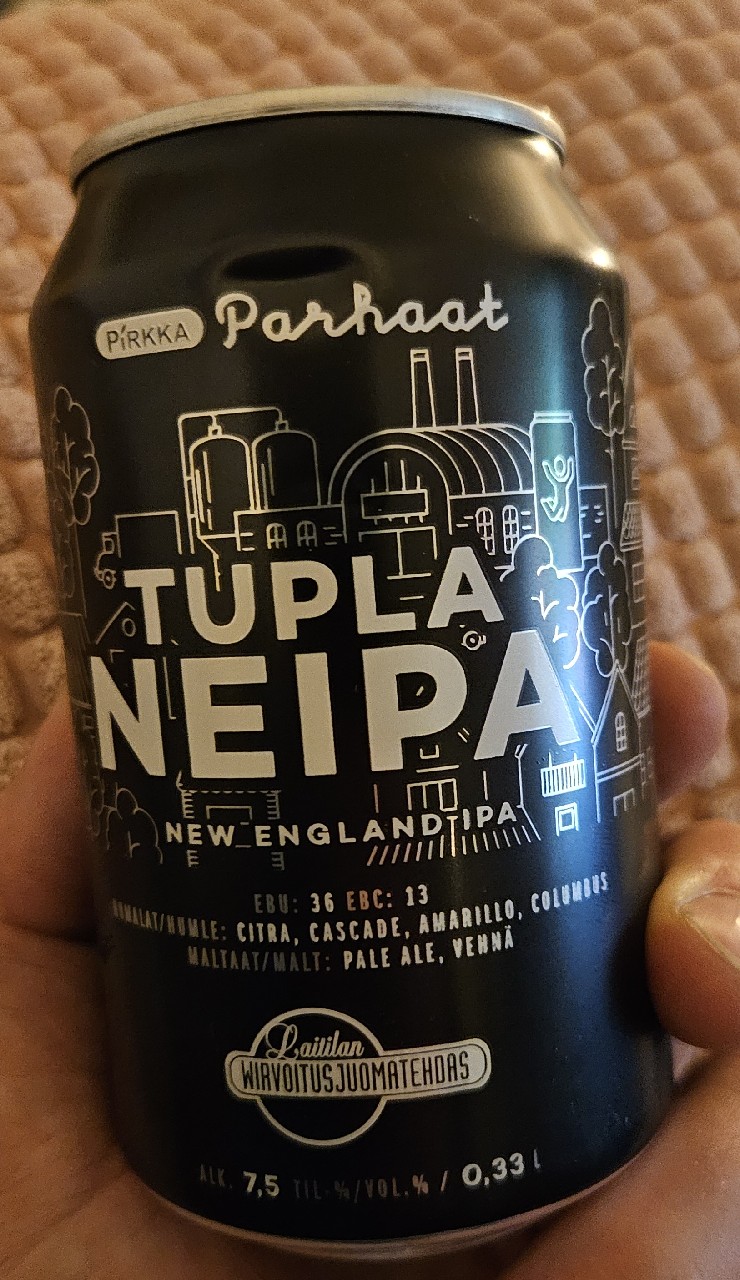 PIRKKA Parhaat
TUPLA
NEIPA
NEW ENGLAND IPA
EBU: 36 EBC: 13
HUMALAT/HUMLE: CITRA, CASCADE, AMARILLO, COLUMBUS
MALTAAT/MALT: PALE ALE, VEHNÄ
Laitilan
WIRVOITUSJUOMATEHDAS
ALK. 7,5 TIL-%/VOL.% / 0,33 l